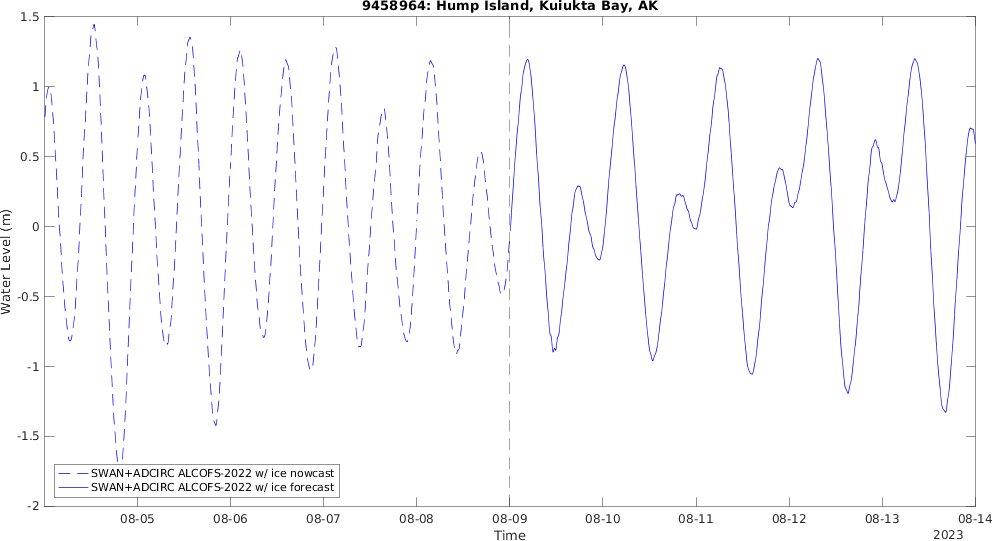 9458964: Hump Island, Kuiukta Bay, AK
1.5
1
0.5
0
-0.5
-1
-1.5
-2
Water Level (m)
SWAN+ADCIRC ALCOFS-2022 w/ ice nowcast
SWAN+ADCIRC ALCOFS-2022 w/ ice forecast
08-05 08-06 08-07 08-08 08-09 08-10 08-11 08-12 08-13 08-14
Time
2023